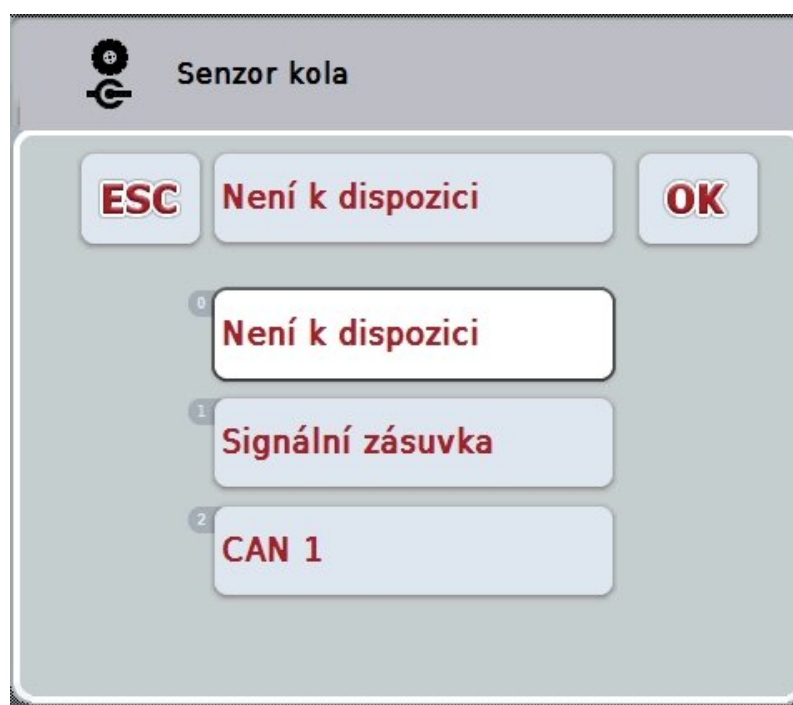 Senzor kola
ESC Není k dispozici OK
0
Není k dispozici
1
Signální zásuvka
2
CAN 1